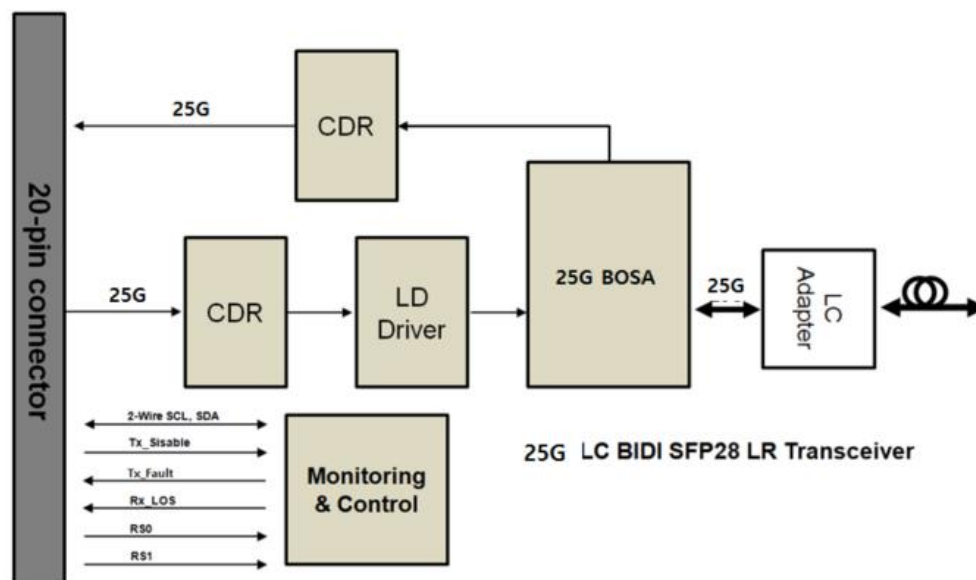 25G
CDR
20-pin connector
25G
CDR
LD
Driver
25G BOSA
25G
LC
Adapter
2-Wire SCL, SDA
Tx_Sisable
Tx_Fault
Rx_LOS
RS0
RS1
Monitoring
& Control
25G LC BIDI SFP28 LR Transceiver